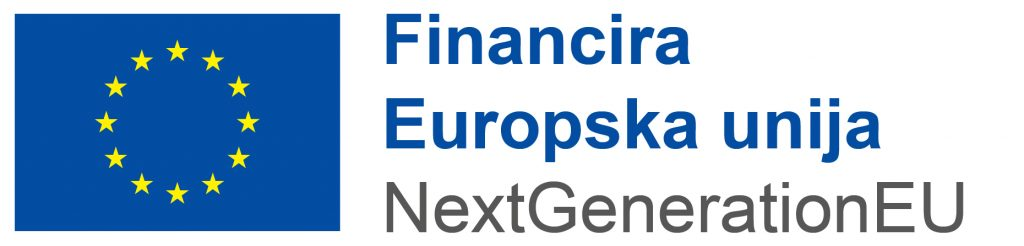 Financira
Europska unija
NextGenerationEU